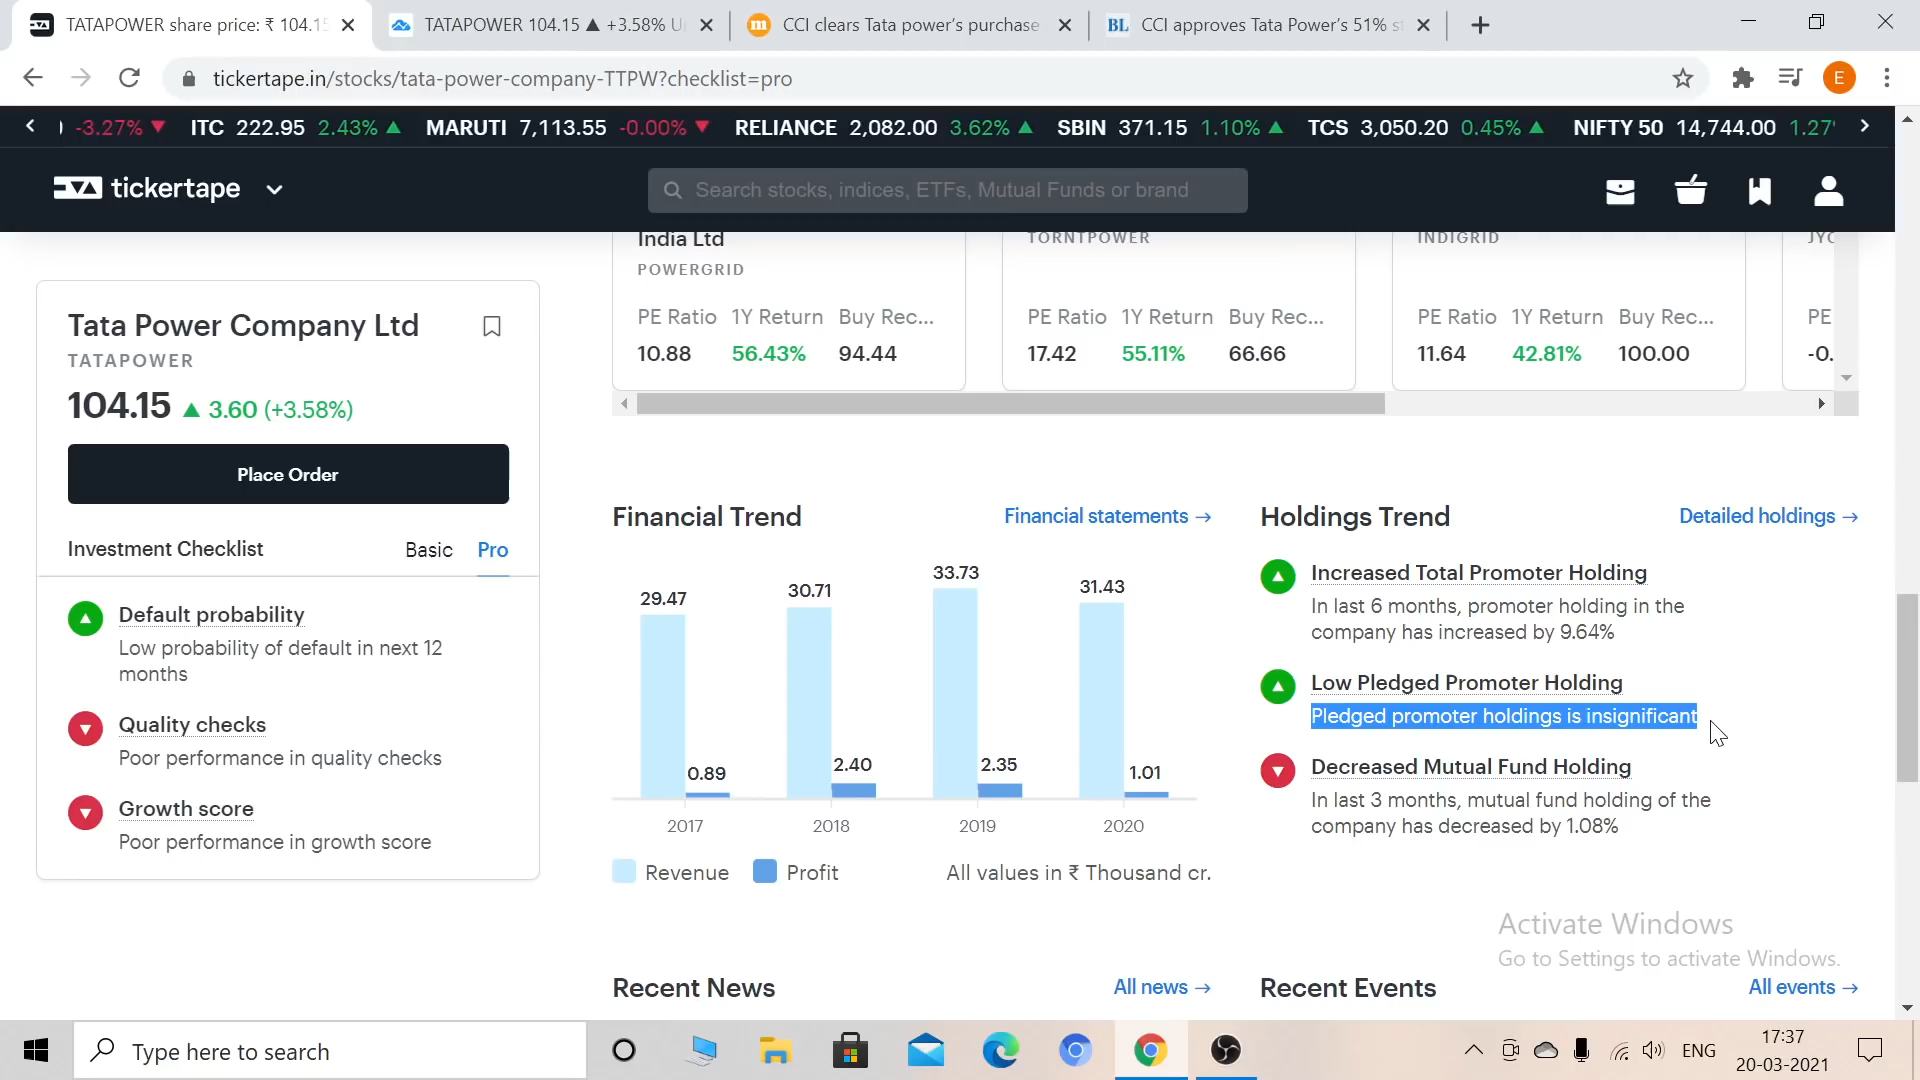 TATAPOWER share price: ₹ 104.15
TATAPOWER 104.15 ▲ +3.58% U
CCI clears Tata power's purchase
BL
CCI approves Tata Power's 51% st
tickertape.in/stocks/tata-power-company-TTPW?checklist=pro
E
-3.27% ▼ ITC 222.95 2.43% ▲ MARUTI 7,113.55 -0.00% ▼ RELIANCE 2,082.00 3.62% ▲ SBIN 371.15 1.10% ▲ TCS 3,050.20 0.45% ▲ NIFTY 50 14,744.00 1.27
tickertape
Search stocks, indices, ETFs, Mutual Funds or brand
India Ltd
POWERGRID
PE Ratio 1Y Return Buy Rec...
10.88 56.43% 94.44
TORNTPOWER
PE Ratio 1Y Return Buy Rec...
17.42 55.11% 66.66
INDIGRID
PE Ratio 1Y Return Buy Rec...
11.64 42.81% 100.00
PE
-0.
Tata Power Company Ltd
TATAPOWER
104.15 ▲ 3.60 (+3.58%)
Place Order
Investment Checklist Basic Pro
Default probability
Low probability of default in next 12
months
Quality checks
Poor performance in quality checks
Growth score
Poor performance in growth score
Financial Trend
Financial statements →
29.47 30.71 33.73 31.43
0.89 2.40 2.35 1.01
2017 2018 2019 2020
Revenue Profit All values in ₹ Thousand cr.
Holdings Trend
Detailed holdings →
Increased Total Promoter Holding
In last 6 months, promoter holding in the
company has increased by 9.64%
Low Pledged Promoter Holding
Pledged promoter holdings is insignificant
Decreased Mutual Fund Holding
In last 3 months, mutual fund holding of the
company has decreased by 1.08%
Activate Windows
Go to Settings to activate Windows.
Recent News
All news →
Recent Events
All events →
Type here to search
ENG
17:37
20-03-2021